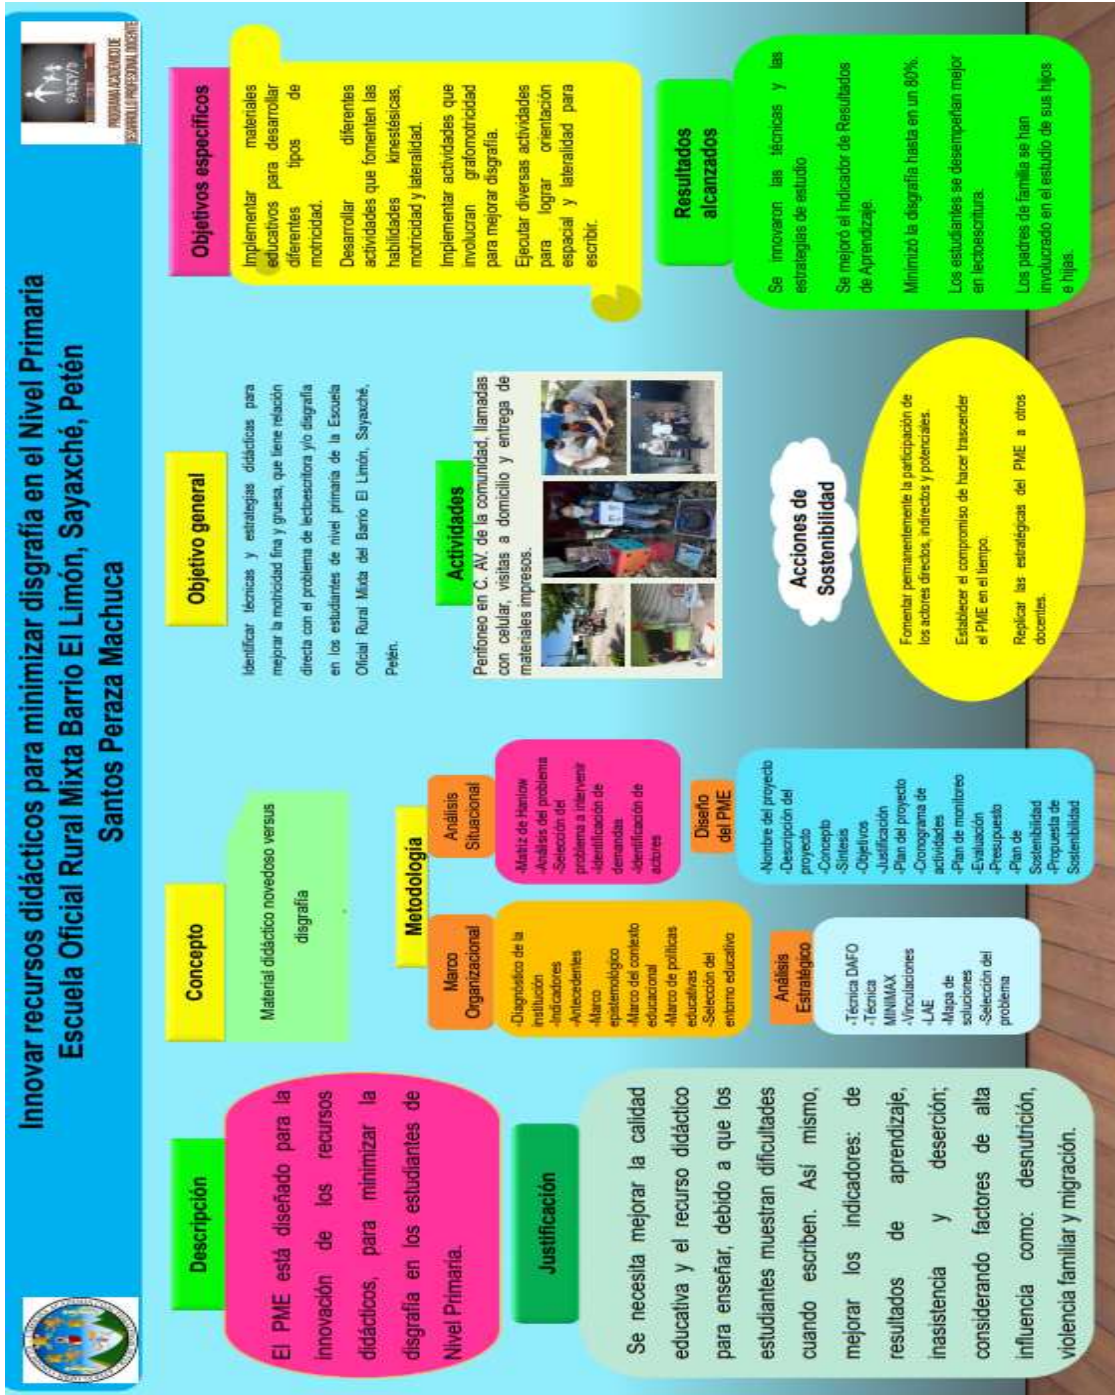 Innovar recursos didácticos para minimizar disgrafía en el Nivel Primaria
Escuela Oficial Rural Mixta Barrio El Limón, Sayaxché, Petén
Santos Peraza Machuca
PADEP/D
PROGRAMA ACADÉMICO DE
DESARROLLO PROFESIONAL DOCENTE
Descripción
El PME está diseñado para la
innovación de los recursos
didácticos, para minimizar la
disgrafía en los estudiantes de
Nivel Primaria.
Justificación
Se necesita mejorar la calidad
educativa y el recurso didáctico
para enseñar, debido a que los
estudiantes muestran dificultades
cuando escriben. Así mismo,
mejorar los indicadores: de
resultados de aprendizaje,
inasistencia y deserción;
considerando factores de alta
influencia como: desnutrición,
violencia familiar y migración.
Concepto
Material didáctico novedoso versus
disgrafía
Metodología
Marco
Organizacional
-Diagnóstico de la
institución
-Indicadores
-Antecedentes
-Marco
epistemológico
-Marco del contexto
educacional
-Marco de políticas
educativas
-Selección del
entorno educativo
Análisis
Situacional
-Matriz de Hanlow
-Análisis del problema
-Selección del
problema a intervenir
-Identificación de
demandas
-Identificación de
actores
Análisis
Estratégico
-Técnica DAFO
-Técnica
MINIMAX
-Vinculaciones
-LAE
-Mapa de
soluciones
-Selección del
problema
Diseño
del PME
-Nombre del proyecto
-Descripción del
proyecto
-Concepto
-Síntesis
-Objetivos
-Justificación
-Plan del proyecto
-Cronograma de
actividades
-Plan de monitoreo
-Evaluación
-Presupuesto
-Plan de
Sostenibilidad
-Propuesta de
Sostenibilidad
Objetivo general
Identificar técnicas y estrategias didácticas para
mejorar la motricidad fina y gruesa, que tiene relación
directa con el problema de lectoescritora y/o disgrafía
en los estudiantes de nivel primaria de la Escuela
Oficial Rural Mixta del Barrio El Limón, Sayaxché,
Petén.
Actividades
Perifoneo en C. AV. de la comunidad, llamadas
con celular, visitas a domicilio y entrega de
materiales impresos.
Acciones de
Sostenibilidad
Fomentar permanentemente la participación de
los actores directos, indirectos y potenciales.
Establecer el compromiso de hacer trascender
el PME en el tiempo.
Replicar las estratégicas del PME a otros
docentes.
Objetivos específicos
Implementar materiales
educativos para desarrollar
diferentes tipos de
motricidad.
Desarrollar diferentes
actividades que fomenten las
habilidades kinestésicas,
motricidad y lateralidad.
Implementar actividades que
involucran grafomotricidad
para mejorar disgrafía.
Ejecutar diversas actividades
para lograr orientación
espacial y lateralidad para
escribir.
Resultados
alcanzados
Se innovaron las técnicas y las
estrategias de estudio
Se mejoró el Indicador de Resultados
de Aprendizaje.
Minimizó la disgrafía hasta en un 80%.
Los estudiantes se desempeñan mejor
en lectoescritura.
Los padres de familia se han
involucrado en el estudio de sus hijos
e hijas.